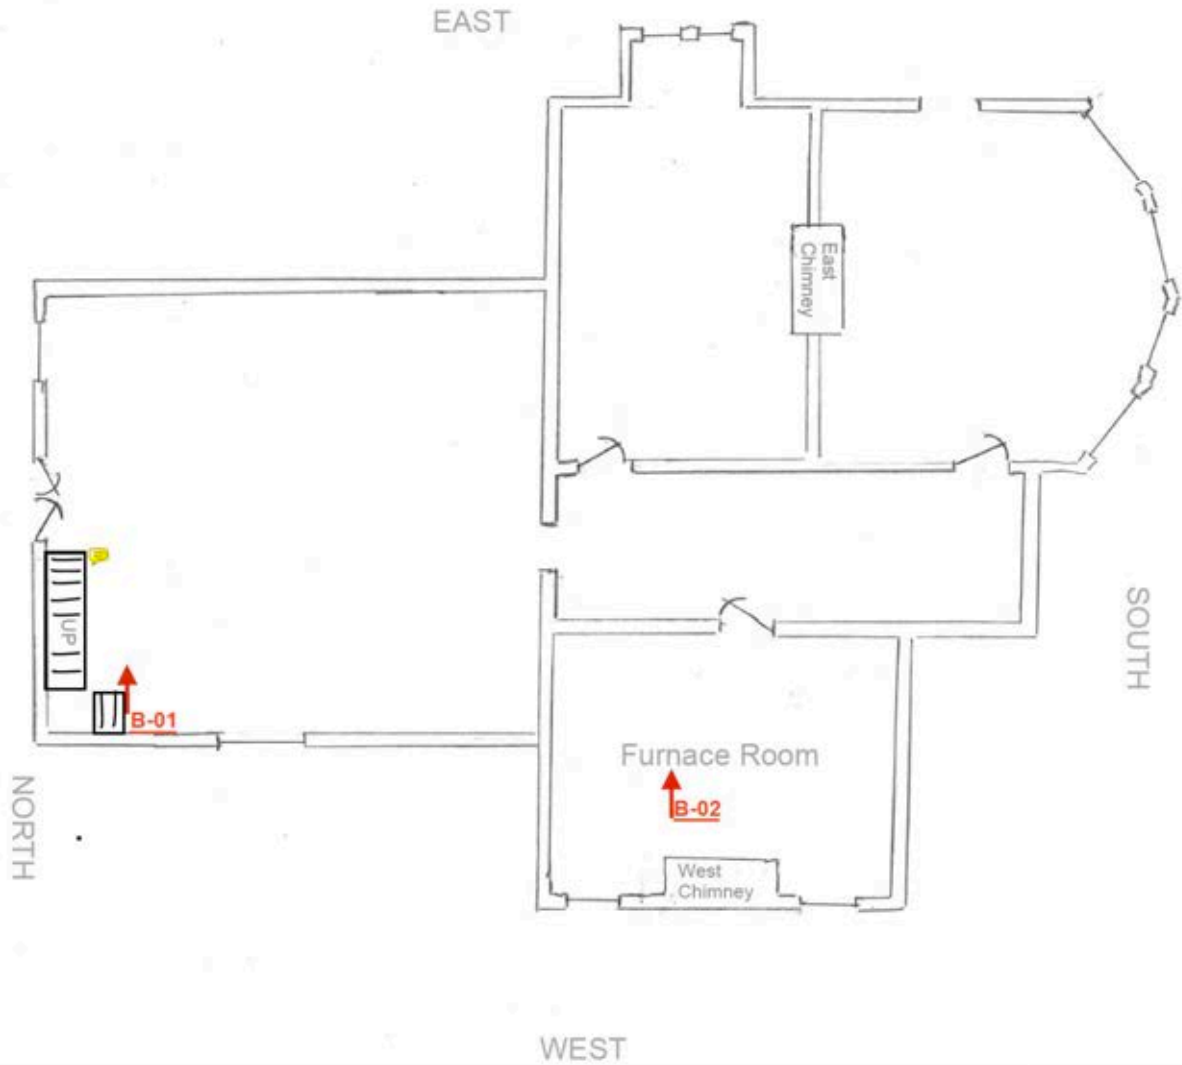 EAST
East
Chimney
UP
SOUTH
B-01
Furnace Room
NORTH
B-02
West
Chimney
WEST